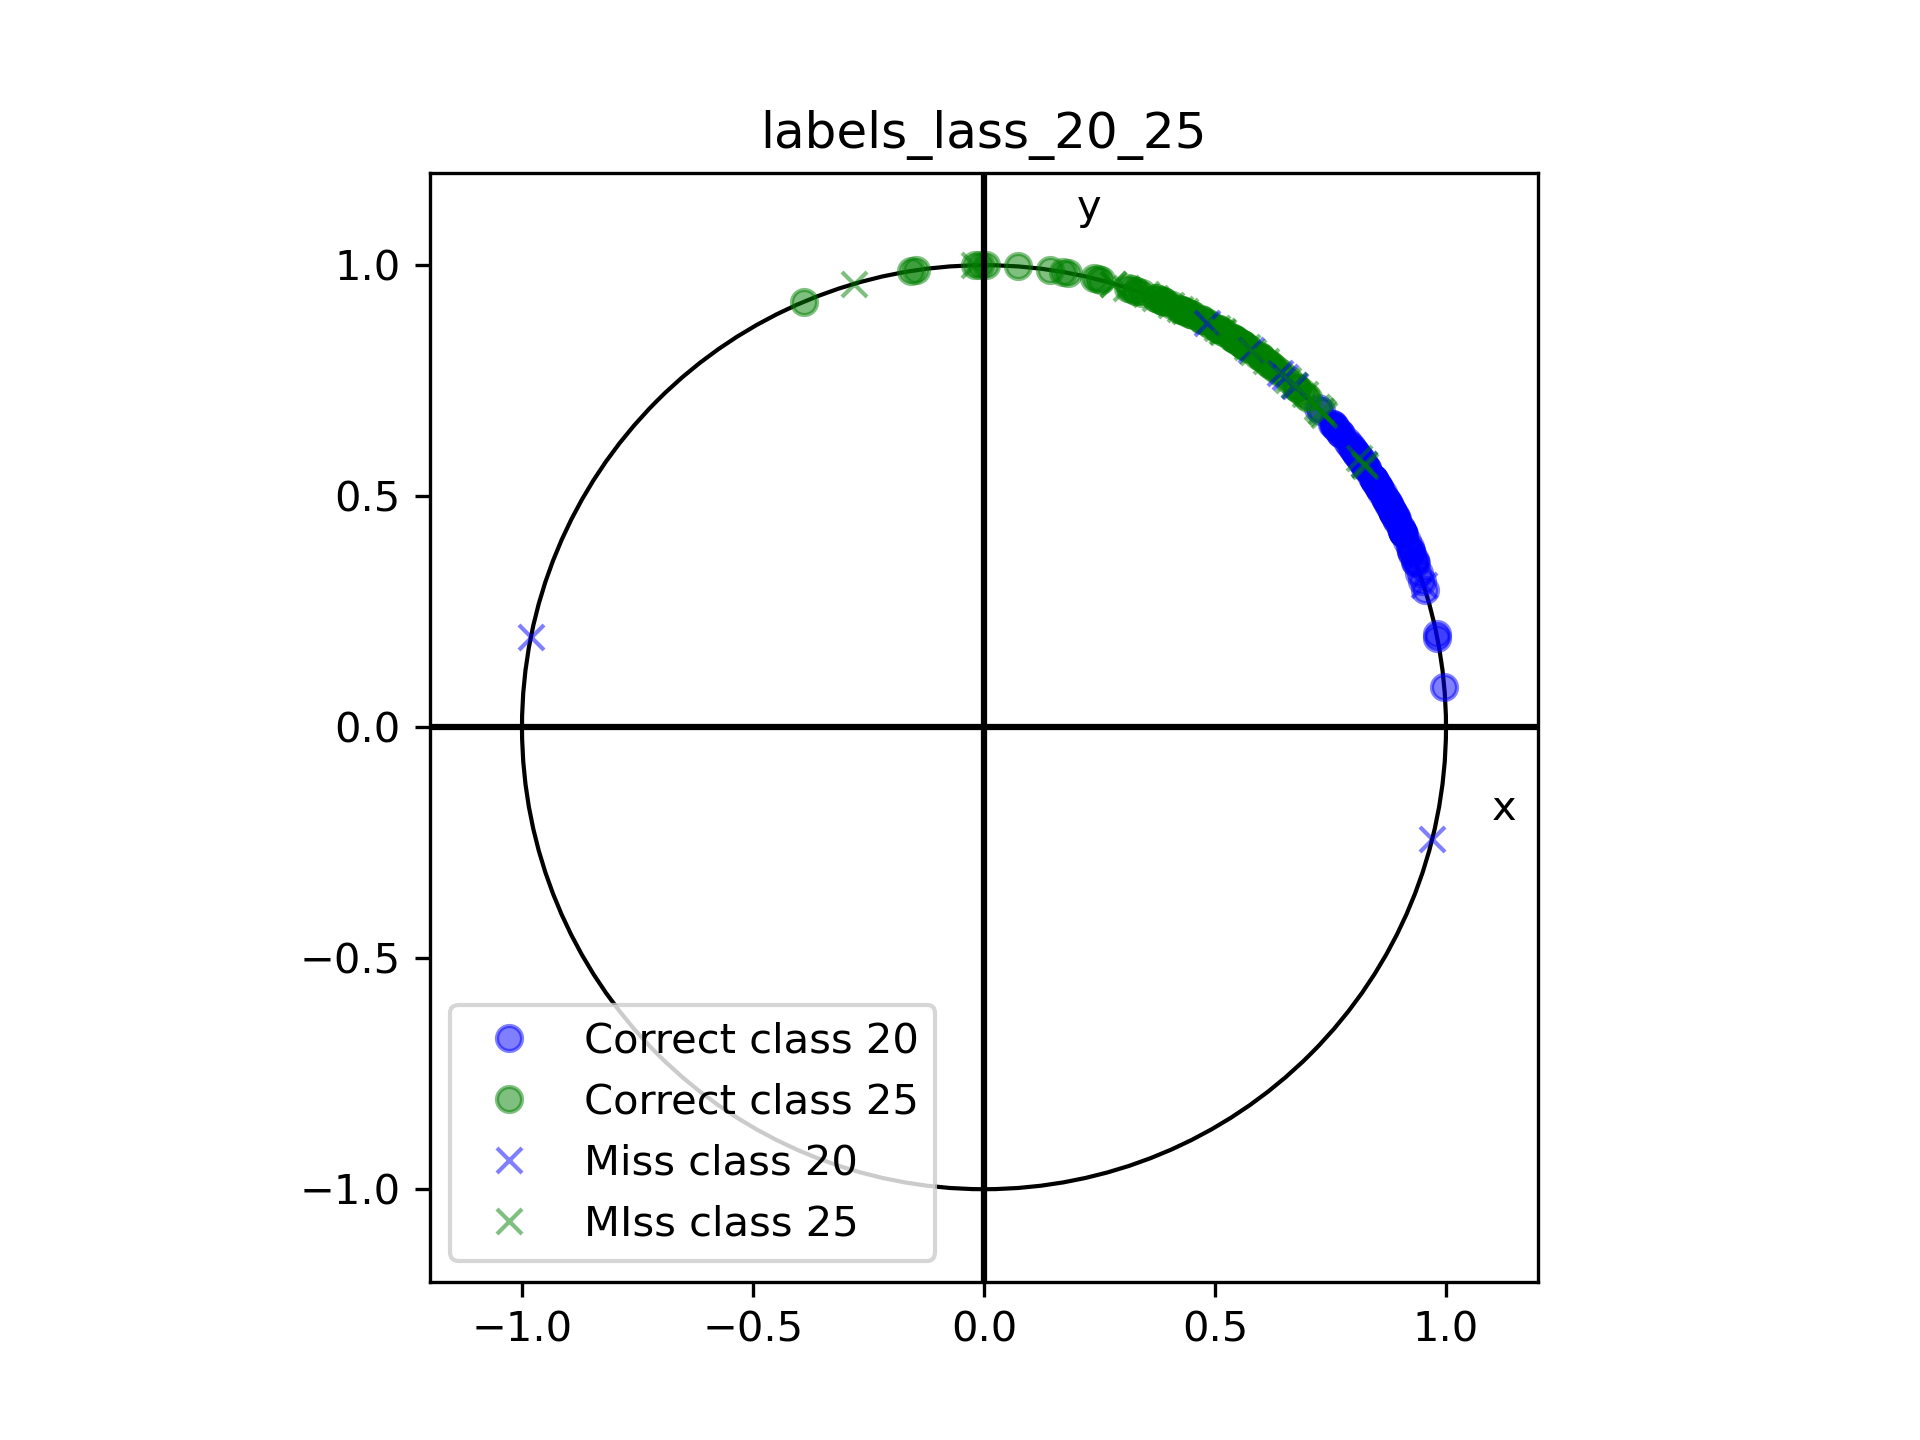 labels_lass_20_25
y
1.0
0.5
0.0
x
−0.5
−1.0
Correct class 20
Correct class 25
Miss class 20
MIss class 25
−1.0 −0.5 0.0 0.5 1.0